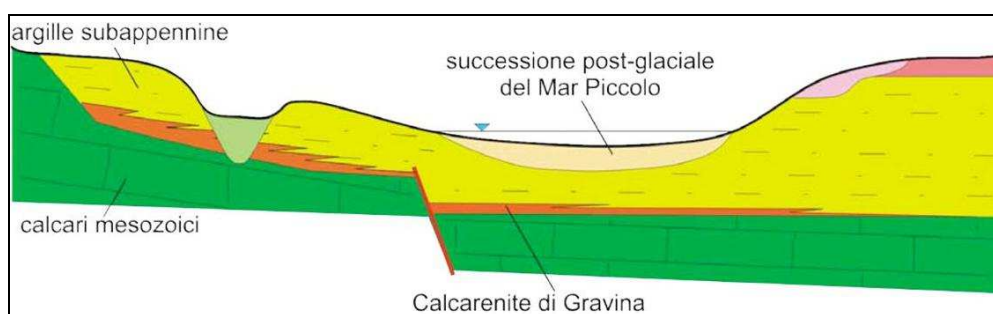 argille subappennine
successione post-glaciale
del Mar Piccolo
calcari mesozoici
Calcarenite di Gravina